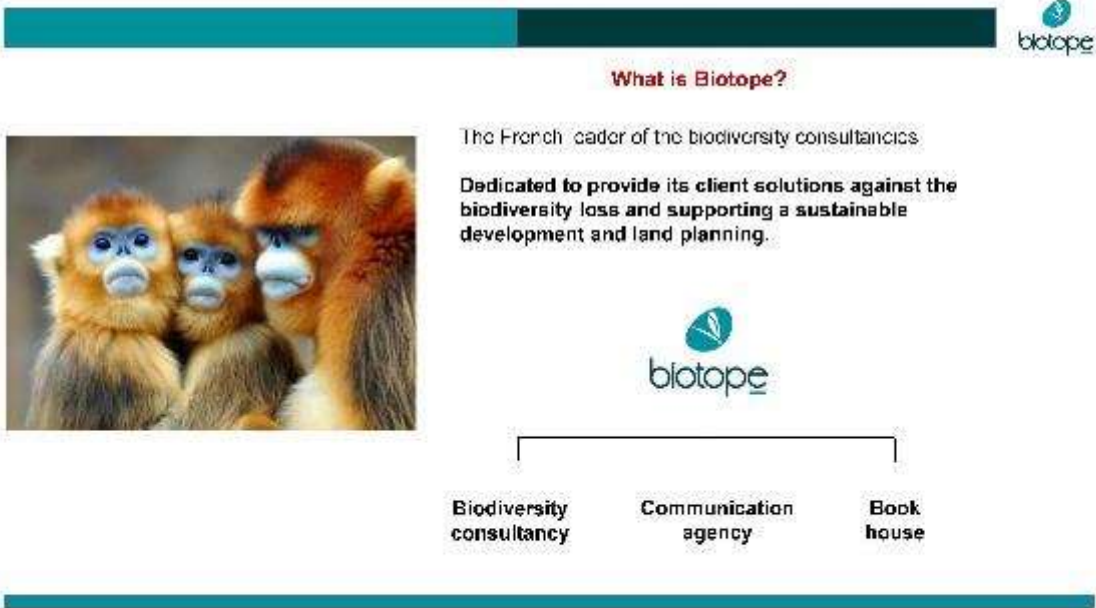 biotope
What is Biotope?
The French leader of the biodiversity consultancies
Dedicated to provide its client solutions against the
biodiversity loss and supporting a sustainable
development and land planning.
biotope
Biodiversity
consultancy
Communication
agency
Book
house